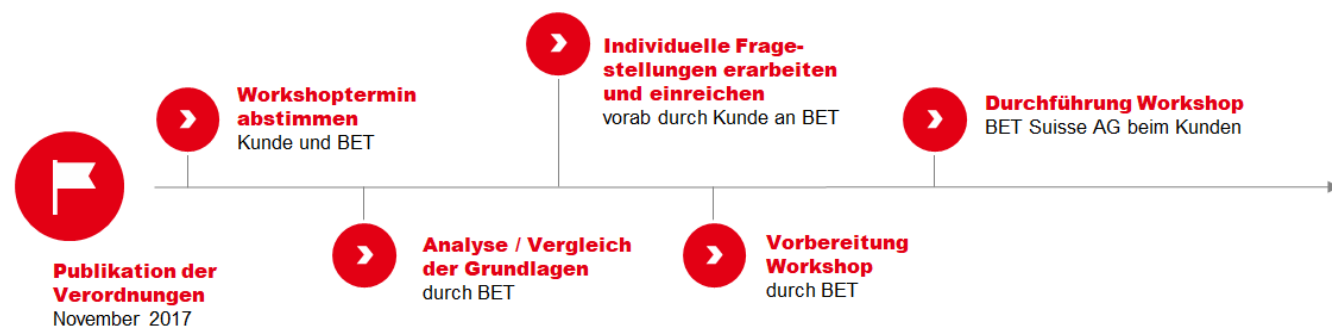 Publikation der
Verordnungen
November 2017
Workshoptermin
abstimmen
Kunde und BET
Analyse / Vergleich
der Grundlagen
durch BET
Individuelle Frage-
stellungen erarbeiten
und einreichen
vorab durch Kunde an BET
Vorbereitung
Workshop
durch BET
Durchführung Workshop
BET Suisse AG beim Kunden